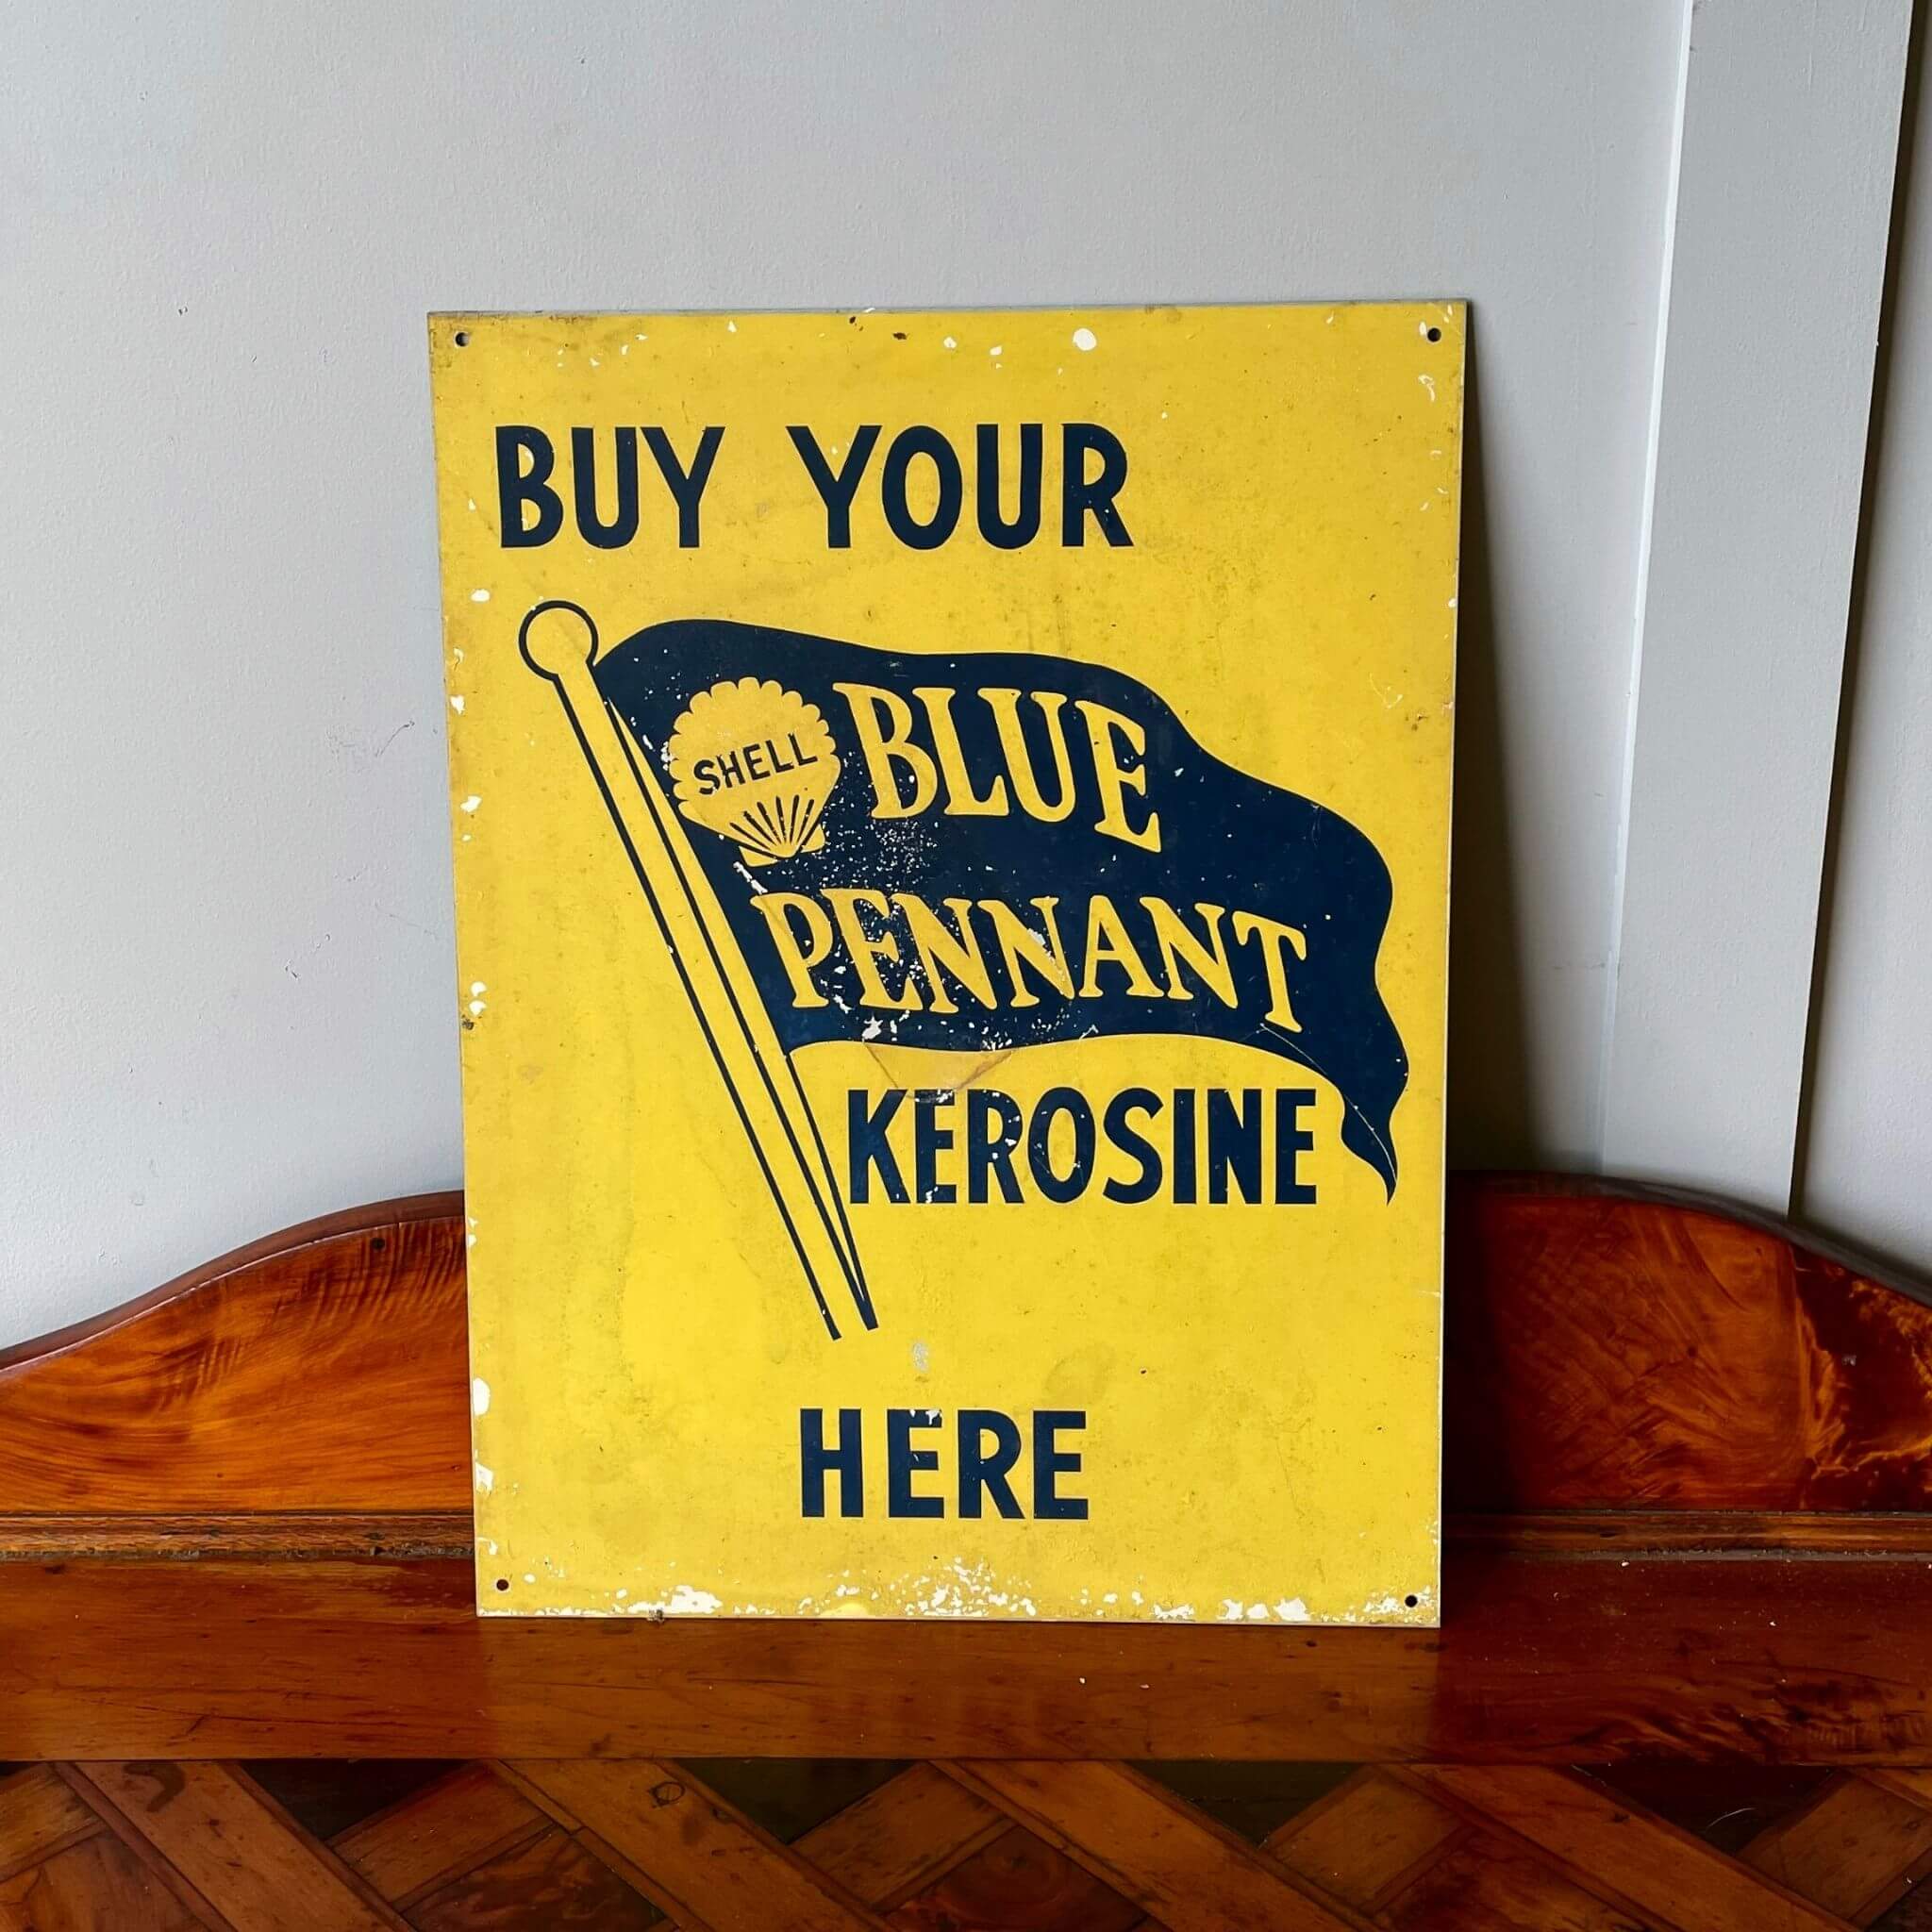 BUY YOUR
SHELL
BLUE
PENNANT
KEROSINE
HERE